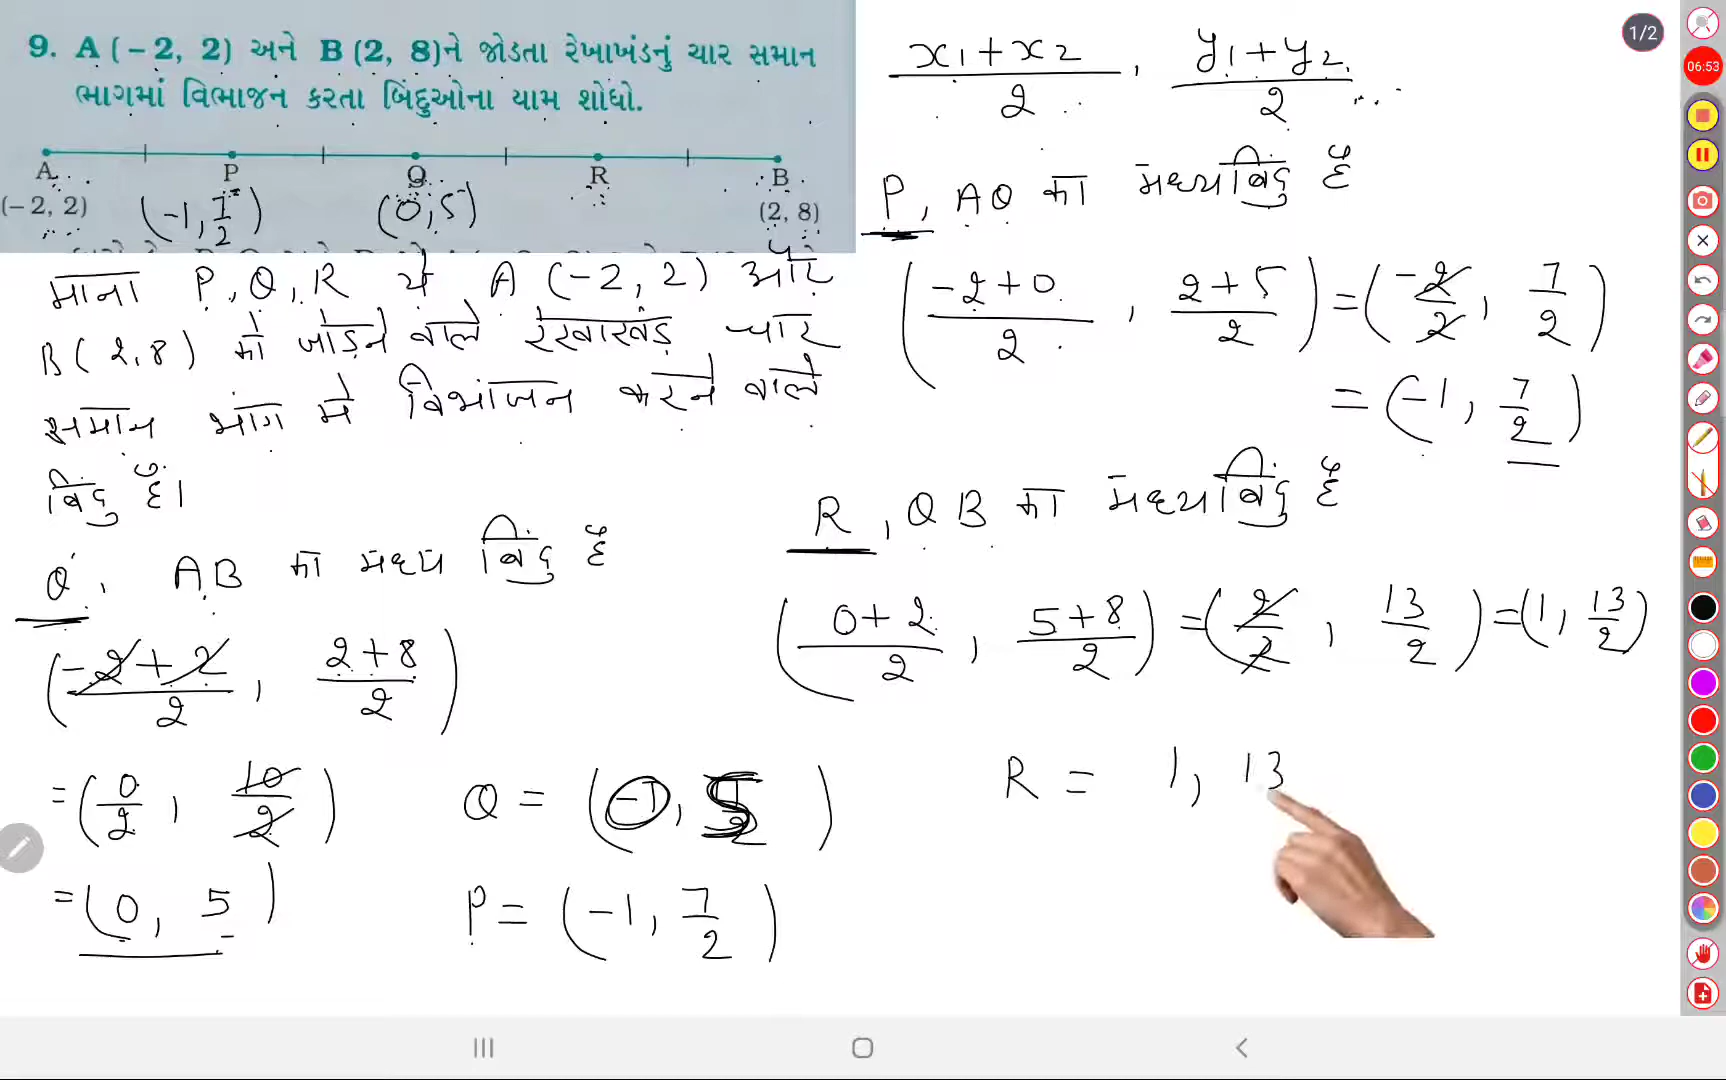 9. A (– 2, 2) અને B (2, 8)ને જોડતા રેખાખંડનું ચાર સમાન
ભાગમાં વિભાજન કરતા બિંદુઓના યામ શોધો.
A P Q R B
(– 2, 2) (-1, 7/2) (0, 5) (2, 8)
माना P, Q, R ये A (-2, 2) और
B (2, 8) को जोड़ने वाले रेखाखंड चार
समान भाग में विभाजन करने वाले
बिंदु है।
Q, AB का मध्य बिंदु है
(-2+2/2, 2+8/2)
= (0/2, 10/2)
= (0, 5)
Q = (0, 5)
P = (-1, 7/2)
x1+x2/2, y1+y2/2
P, AQ का मध्यबिंदु है
(-2+0/2, 2+5/2) = (-2/2, 7/2)
= (-1, 7/2)
R, QB का मध्यबिंदु है
(0+2/2, 5+8/2) = (2/2, 13/2) = (1, 13/2)
R = 1, 13
1/2
06:53